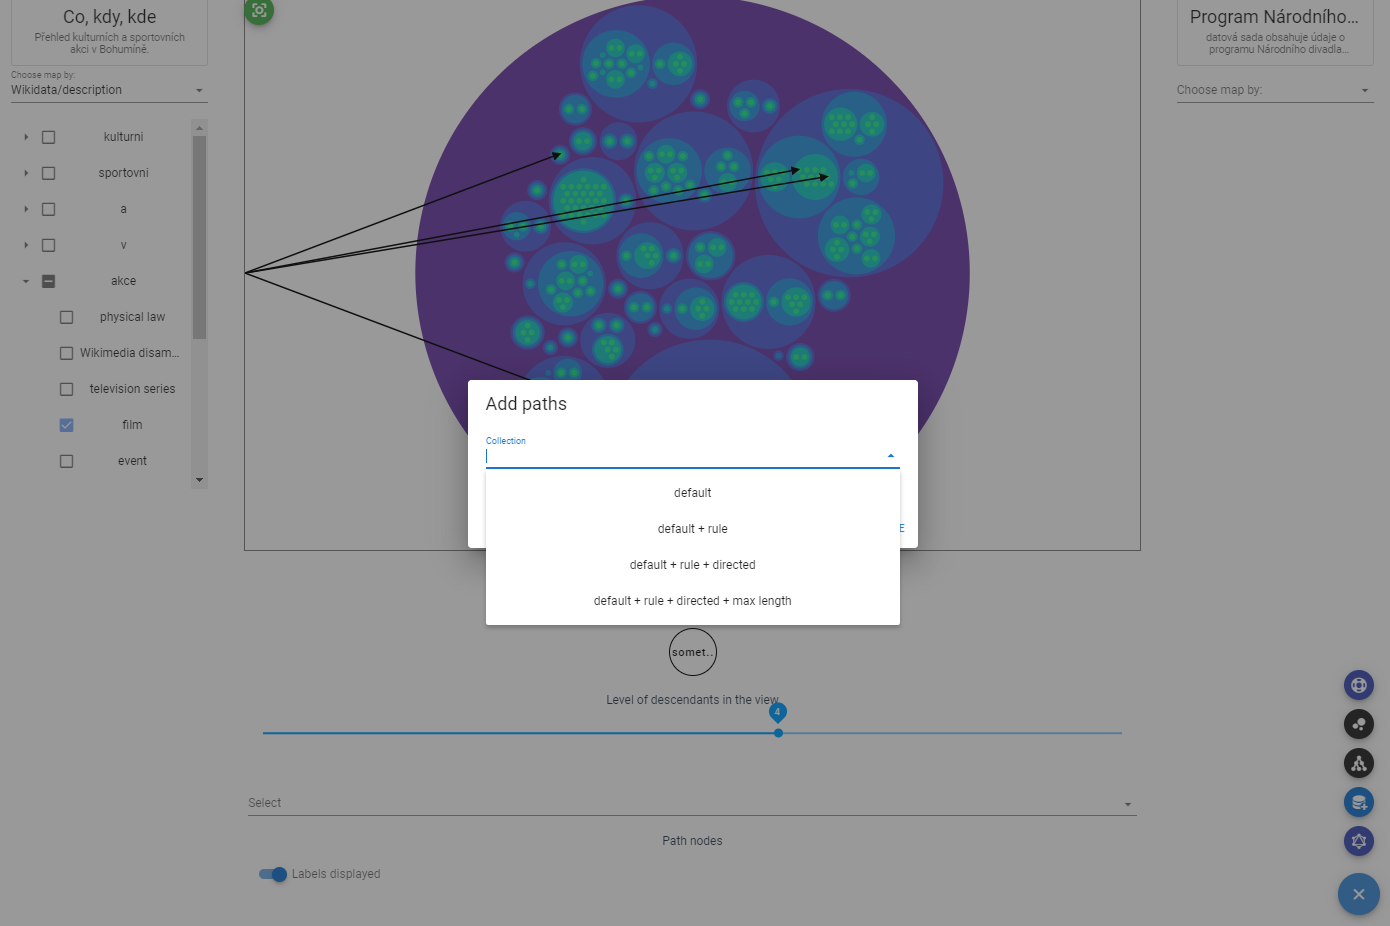 Co, kdy, kde
Přehled kulturních a sportovních
akcí v Bohumíně.
Choose map by:
Wikidata/description
kulturni
sportovni
a
v
akce
physical law
Wikimedia disam...
television series
film
event
Program Národního...
datová sada obsahuje údaje o
programu Národního divadla...
Choose map by:
Add paths
Collection
default
default + rule
default + rule + directed
default + rule + directed + max length
E
somet..
Level of descendants in the view
4
Select
Path nodes
Labels displayed